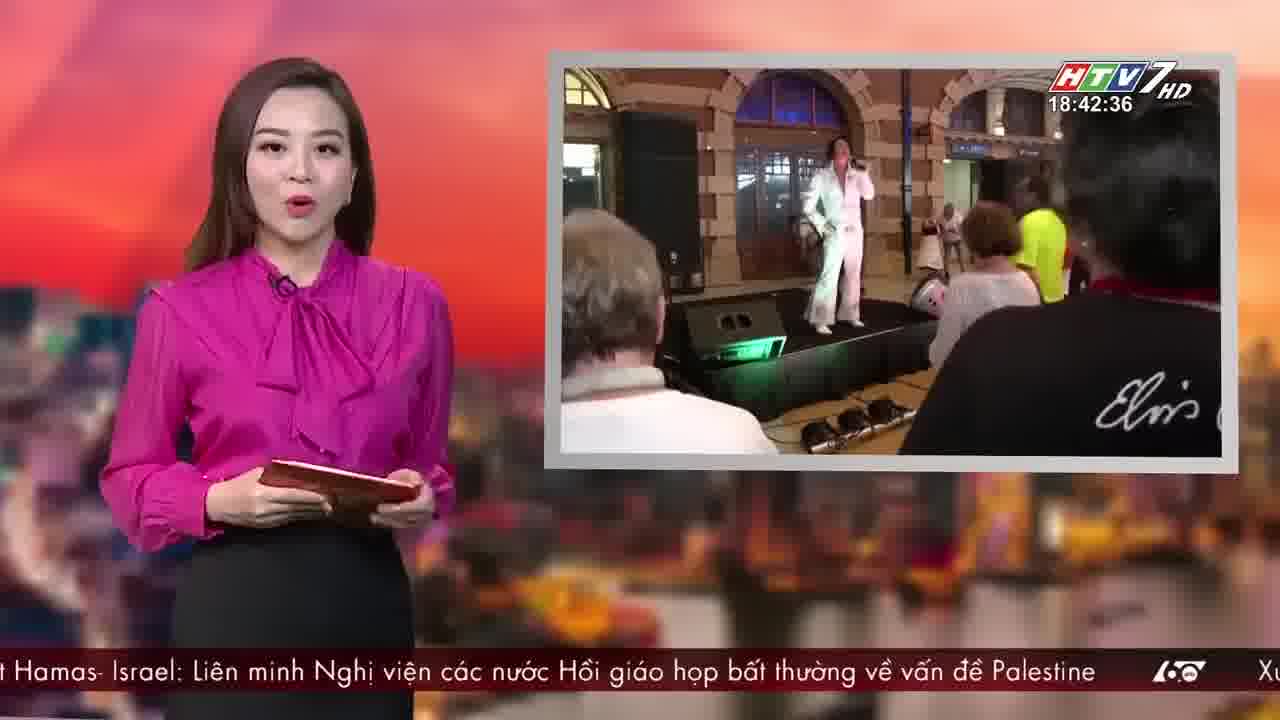 HTV7 HD
18:42:36
Elvis
t Hamas- Israel: Liên minh Nghị viện các nước Hồi giáo họp bất thường về vấn đề Palestine
60
Xu